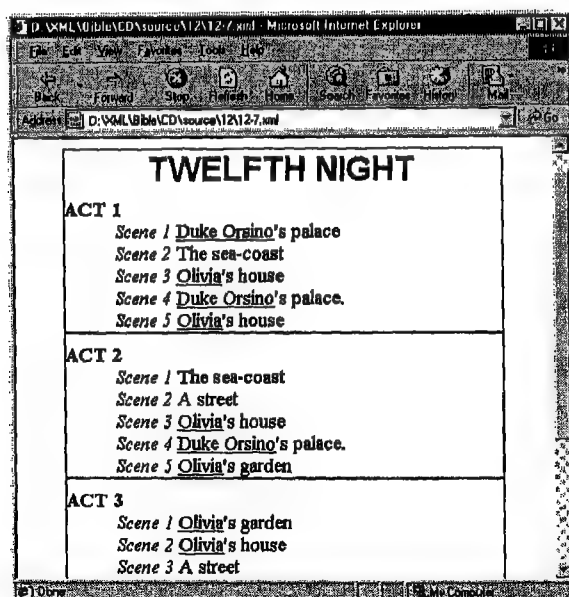 D:\XML\Bible\CD\source\12\12-7.xml - Microsoft Internet Explorer
File Edit View Favorites Tools Help
Back Forward Stop Refresh Home Search Favorites History Mail
Address D:\XML\Bible\CD\source\12\12-7.xml Go
TWELFTH NIGHT
ACT 1
Scene 1 Duke Orsino's palace
Scene 2 The sea-coast
Scene 3 Olivia's house
Scene 4 Duke Orsino's palace.
Scene 5 Olivia's house
ACT 2
Scene 1 The sea-coast
Scene 2 A street
Scene 3 Olivia's house
Scene 4 Duke Orsino's palace.
Scene 5 Olivia's garden
ACT 3
Scene 1 Olivia's garden
Scene 2 Olivia's house
Scene 3 A street
Done My Computer